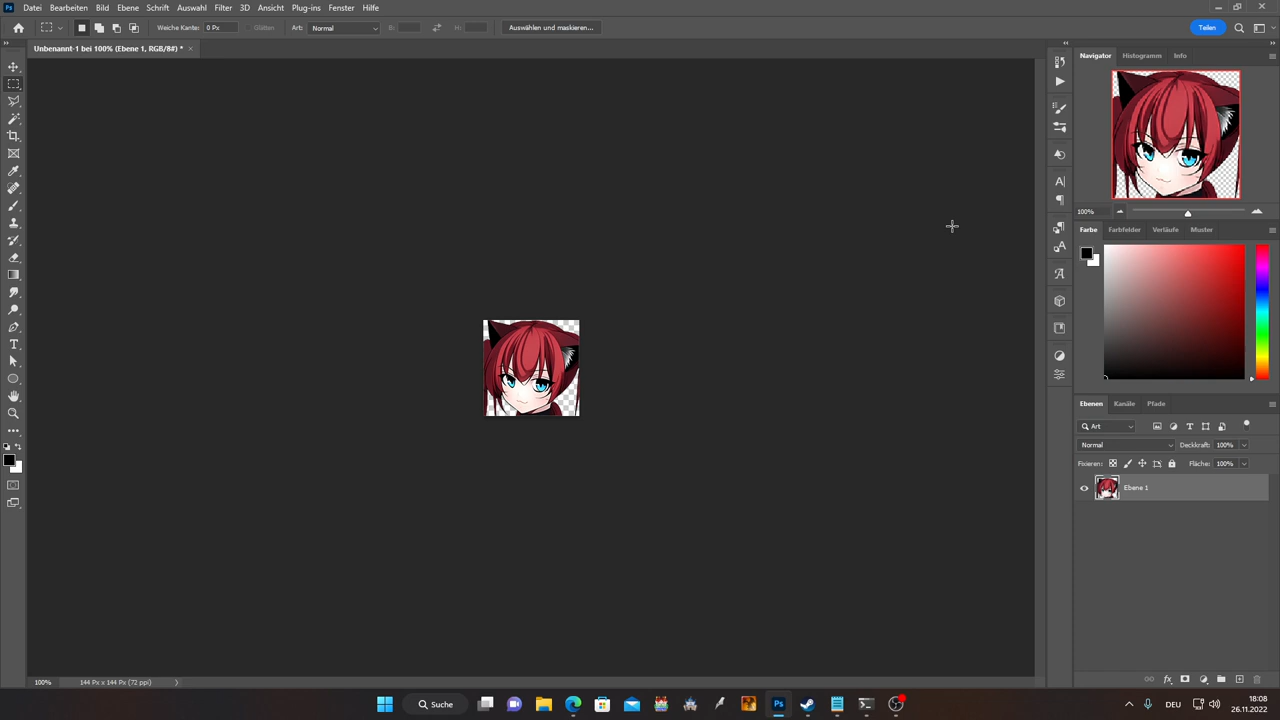 Datei Bearbeiten Bild Ebene Schrift Auswahl Filter 3D Ansicht Plug-ins Fenster Hilfe
Weiche Kante: 0 Px Glätten Art: Normal B: H: Auswählen und maskieren... Teilen
Unbenannt-1 bei 100% (Ebene 1, RGB/8#) *
Navigator Histogramm Info
100%
Farbe Farbfelder Verläufe Muster
Ebenen Kanäle Pfade
Art
Normal Deckkraft: 100%
Fixieren: Fläche: 100%
Ebene 1
100% 144 Px x 144 Px (72 ppi)
Suche
DEU
18:08
26.11.2022